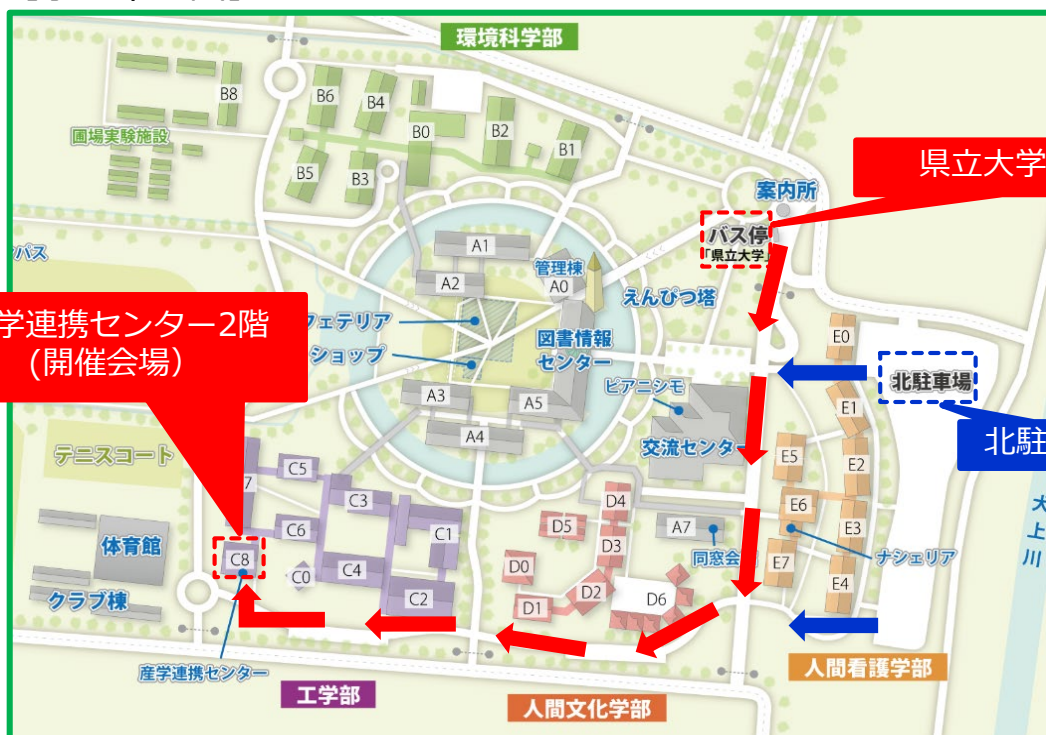 環境科学部
B8
B6
B4
B0
B2
B1
圃場実験施設
B5
B3
県立大学
案内所
バス停
「県立大学」
パス
A1
A2
管理棟
A0
えんぴつ塔
学連携センター2階
(開催会場)
フェテリア
ショップ
図書情報
センター
E0
北駐車場
A3
A5
A4
ピアニシモ
交流センター
E1
北駐
テニスコート
7
C5
C3
C6
C1
E5
E2
E6
D4
D5
D3
A7
E3
大
上
川
体育館
C8
C0
C4
C2
D0
D1
D2
D6
同窓会
E7
E4
ナシェリア
クラブ棟
産学連携センター
工学部
人間文化学部
人間看護学部